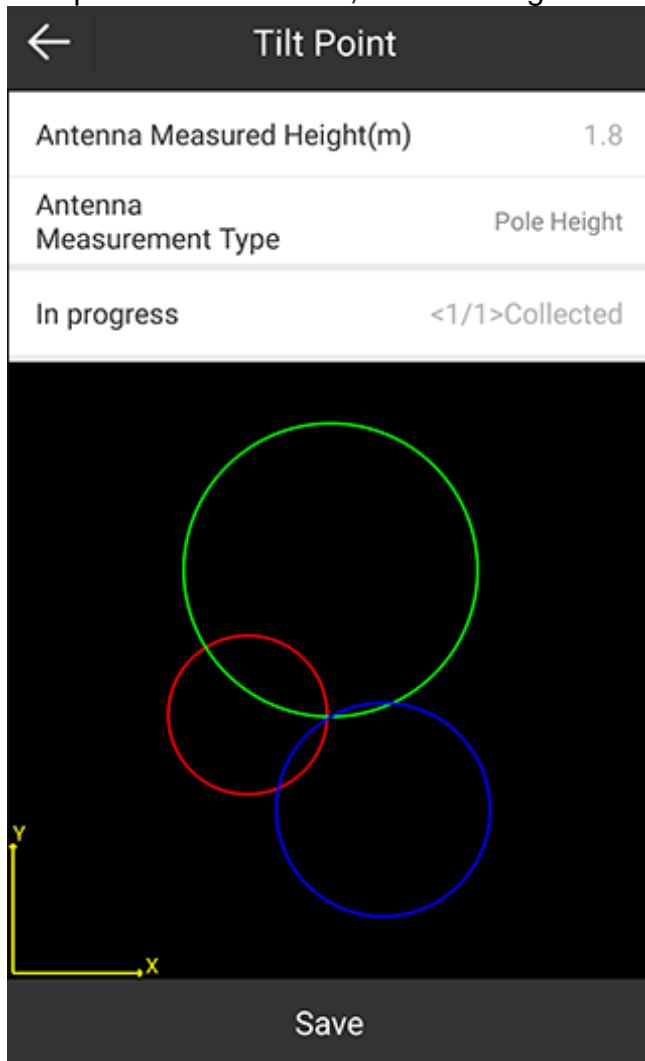 Tilt Point
Antenna Measured Height(m) 1.8
Antenna
Measurement Type Pole Height
In progress <1/1>Collected
Y
X
Save